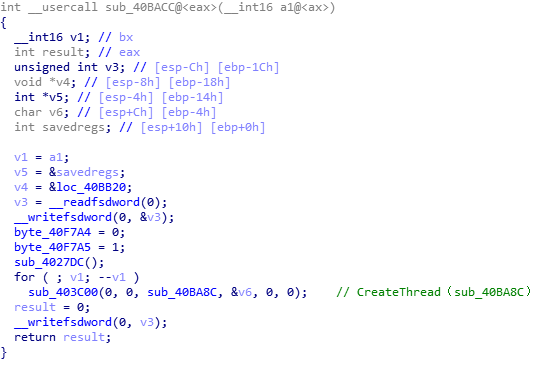 int __usercall sub_40BACC@<eax>(__int16 a1@<ax>)
{
  __int16 v1; // bx
  int result; // eax
  unsigned int v3; // [esp-Ch] [ebp-1Ch]
  void *v4; // [esp-8h] [ebp-18h]
  int *v5; // [esp-4h] [ebp-14h]
  char v6; // [esp+Ch] [ebp-4h]
  int savedregs; // [esp+10h] [ebp+0h]

  v1 = a1;
  v5 = &savedregs;
  v4 = &loc_40BB20;
  v3 = __readfsdword(0);
  __writefsdword(0, &v3);
  byte_40F7A4 = 0;
  byte_40F7A5 = 1;
  sub_4027DC();
  for ( ; v1; --v1 )
    sub_403C00(0, 0, sub_40BA8C, &v6, 0, 0);    // CreateThread（sub_40BA8C）
  result = 0;
  __writefsdword(0, v3);
  return result;
}